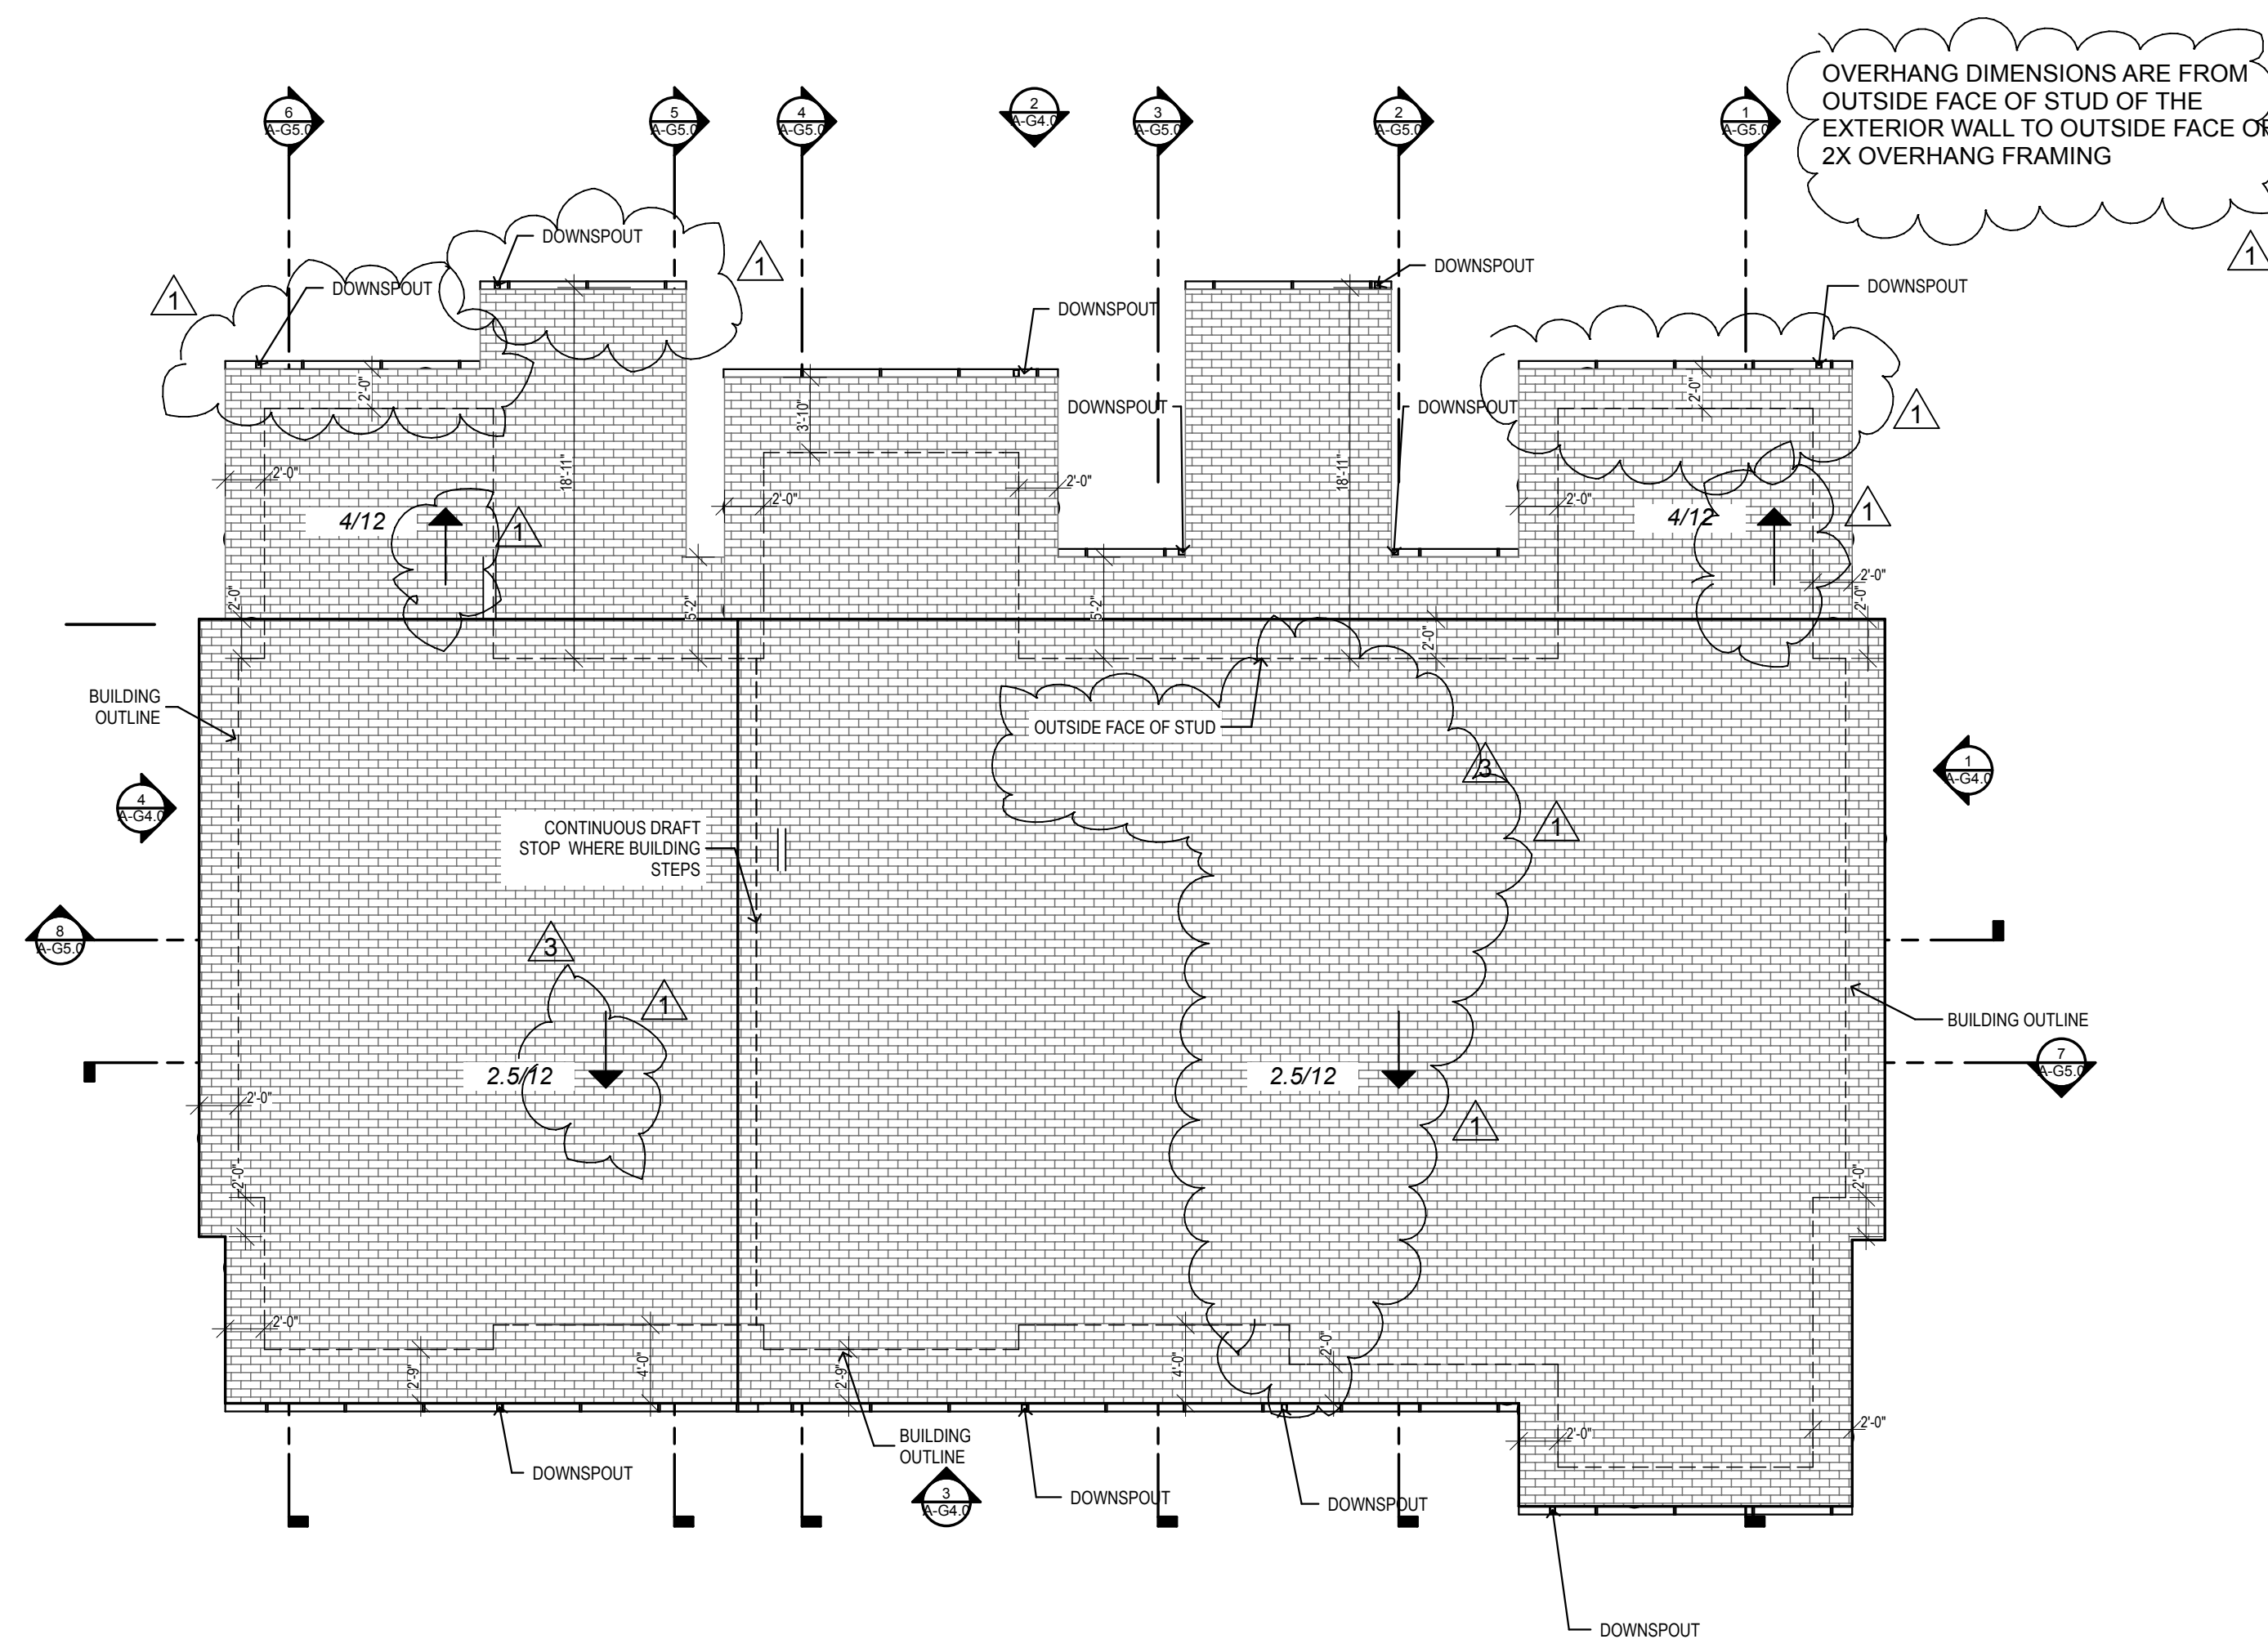 OVERHANG DIMENSIONS ARE FROM
OUTSIDE FACE OF STUD OF THE
EXTERIOR WALL TO OUTSIDE FACE OF
2X OVERHANG FRAMING
1
6
A-G5.0
5
A-G5.0
4
A-G5.0
2
A-G4.0
3
A-G5.0
2
A-G5.0
1
A-G5.0
DOWNSPOUT
1
DOWNSPOUT
1
DOWNSPOUT
DOWNSPOUT
DOWNSPOUT
DOWNSPOUT
DOWNSPOUT
1
2'-0"
3'-10"
2'-0"
2'-0"
18'-11"
2'-0"
2'-0"
18'-11"
2'-0"
4/12
1
4/12
1
2'-0"
5'-2"
5'-2"
2'-0"
2'-0"
2'-0"
BUILDING
OUTLINE
OUTSIDE FACE OF STUD
3
1
4
A-G4.0
1
A-G4.0
CONTINUOUS DRAFT
STOP WHERE BUILDING
STEPS
8
A-G5.0
3
1
2.5/12
2.5/12
1
BUILDING OUTLINE
7
A-G5.0
2'-0"
2'-0"
2'-0"
2'-0"
2'-9"
4'-0"
2'-9"
4'-0"
2'-0"
2'-0"
2'-0"
BUILDING
OUTLINE
DOWNSPOUT
3
A-G4.0
DOWNSPOUT
DOWNSPOUT
DOWNSPOUT